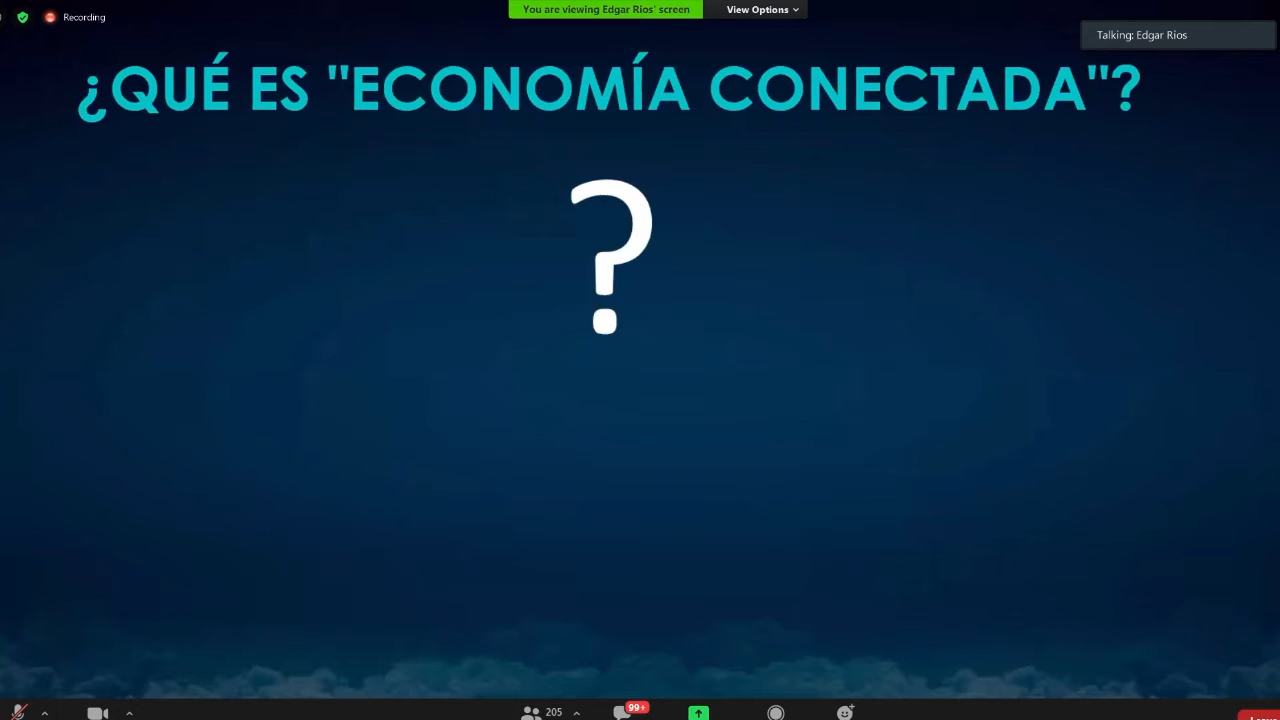 Recording
You are viewing Edgar Rios' screen
View Options
Talking: Edgar Rios
¿QUÉ ES "ECONOMÍA CONECTADA"?
?
205
99+